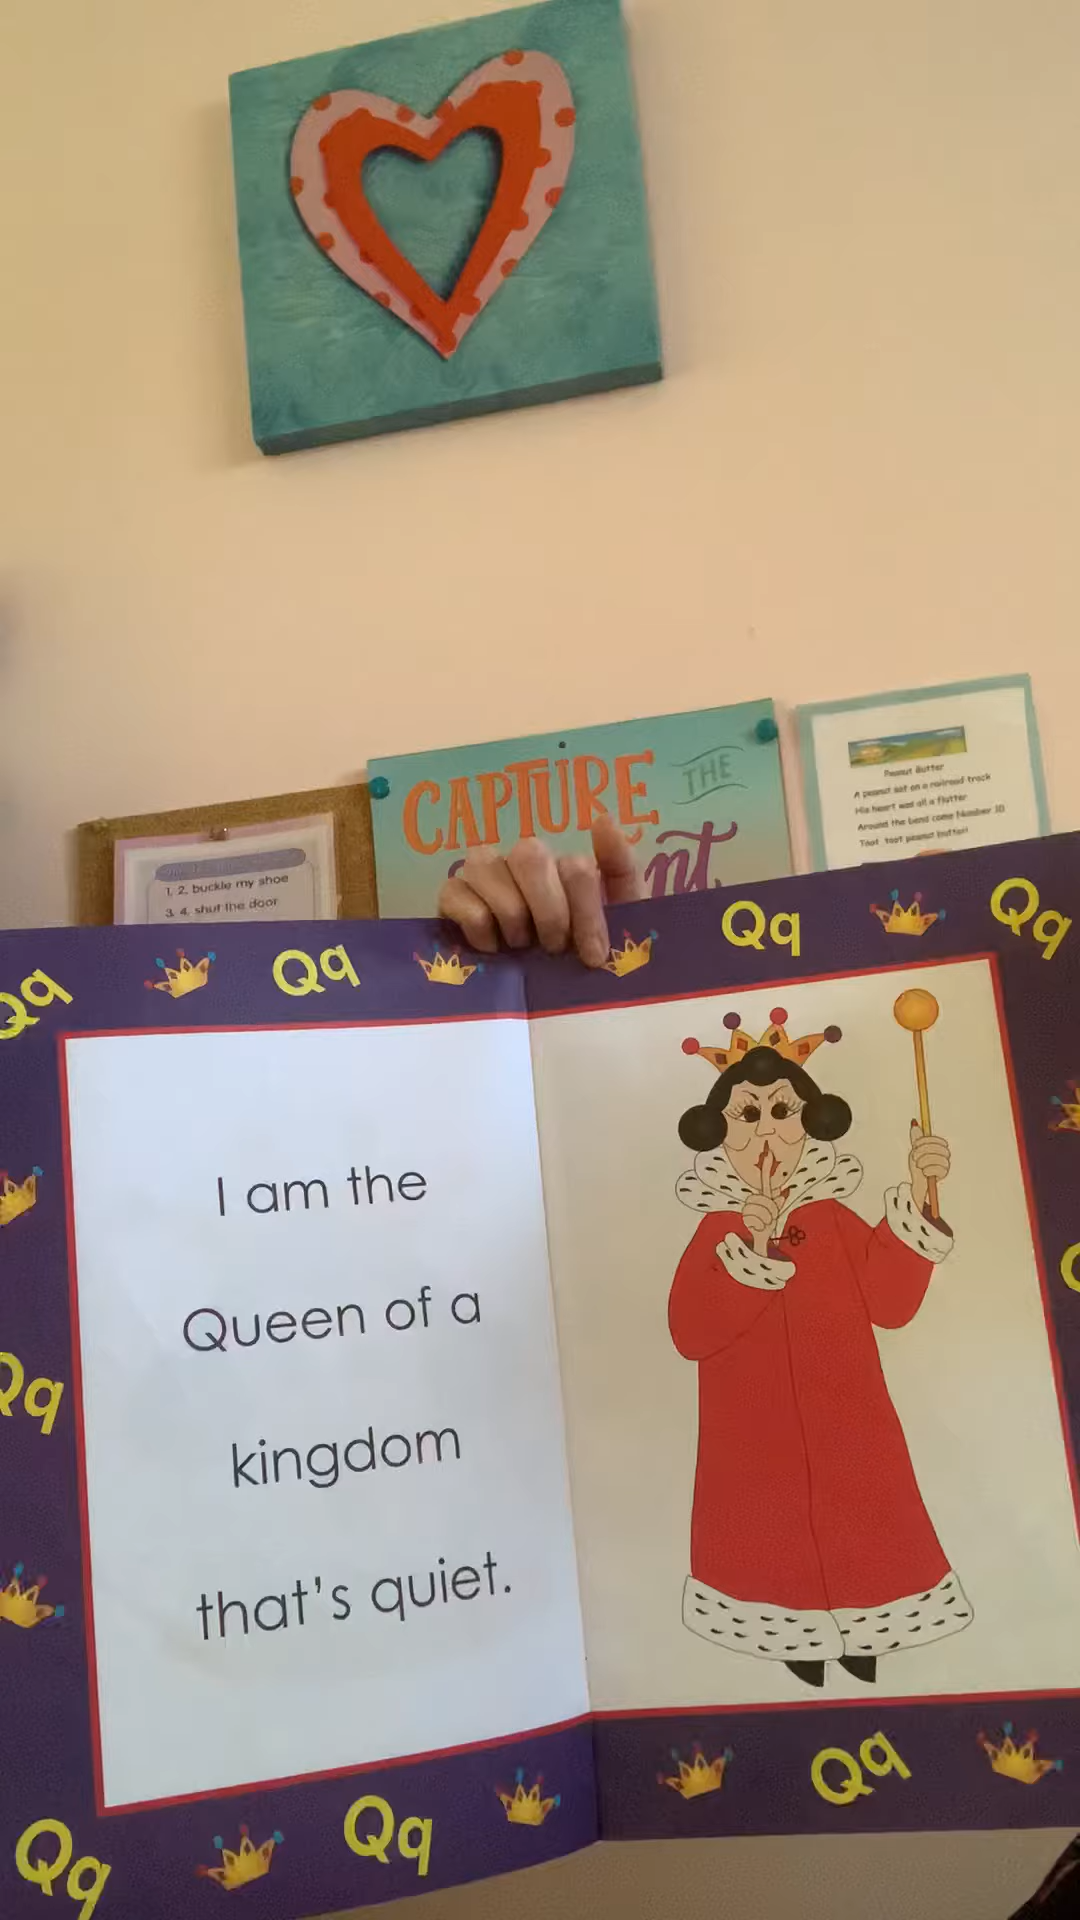 CAPTURE THE
nt
Peanut Butter
A peanut sat on a railroad track
His heart was all a flutter
Around the bend came Number 10
Toot toot peanut butter!
1, 2, buckle my shoe
3, 4, shut the door
Qq Qq Qq Qq
I am the
Queen of a
kingdom
that's quiet.
Qq
Qq Qq Qq